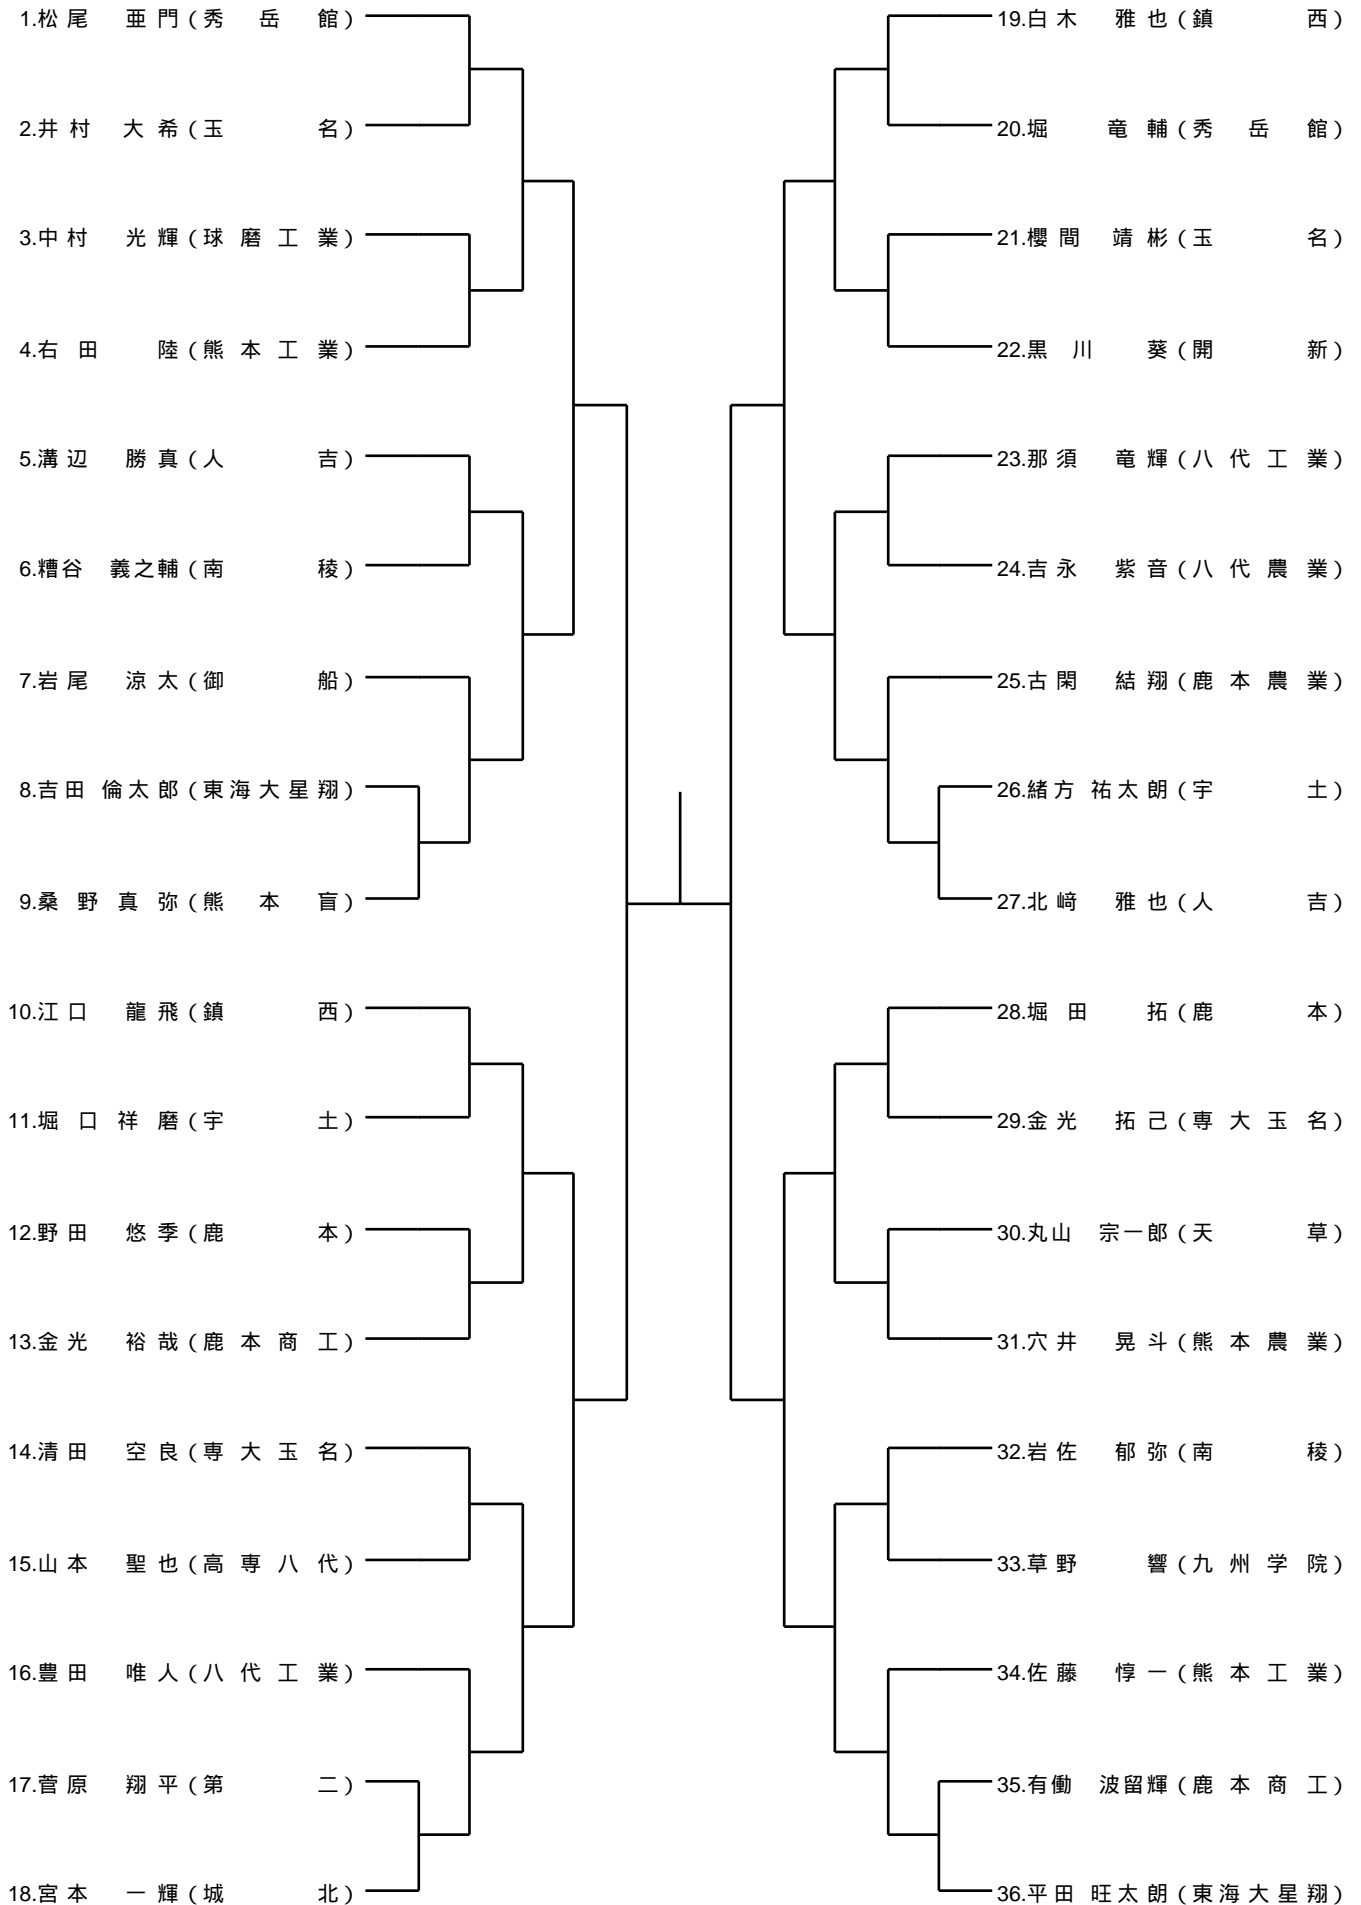 1.松尾 亜門(秀岳館)
2.井村 大希(玉名)
3.中村 光輝(球磨工業)
4.右田 陸(熊本工業)
5.溝辺 勝真(人吉)
6.糟谷 義之輔(南稜)
7.岩尾 涼太(御船)
8.吉田 倫太郎(東海大星翔)
9.桑野 真弥(熊本盲)
10.江口 龍飛(鎮西)
11.堀口 祥磨(宇土)
12.野田 悠季(鹿本)
13.金光 裕哉(鹿本商工)
14.清田 空良(専大玉名)
15.山本 聖也(高専八代)
16.豊田 唯人(八代工業)
17.菅原 翔平(第二)
18.宮本 一輝(城北)
19.白木 雅也(鎮西)
20.堀 竜輔(秀岳館)
21.櫻間 靖彬(玉名)
22.黒川 葵(開新)
23.那須 竜輝(八代工業)
24.吉永 紫音(八代農業)
25.古閑 結翔(鹿本農業)
26.緒方 祐太朗(宇土)
27.北﨑 雅也(人吉)
28.堀田 拓(鹿本)
29.金光 拓己(専大玉名)
30.丸山 宗一郎(天草)
31.穴井 晃斗(熊本農業)
32.岩佐 郁弥(南稜)
33.草野 響(九州学院)
34.佐藤 惇一(熊本工業)
35.有働 波留輝(鹿本商工)
36.平田 旺太朗(東海大星翔)